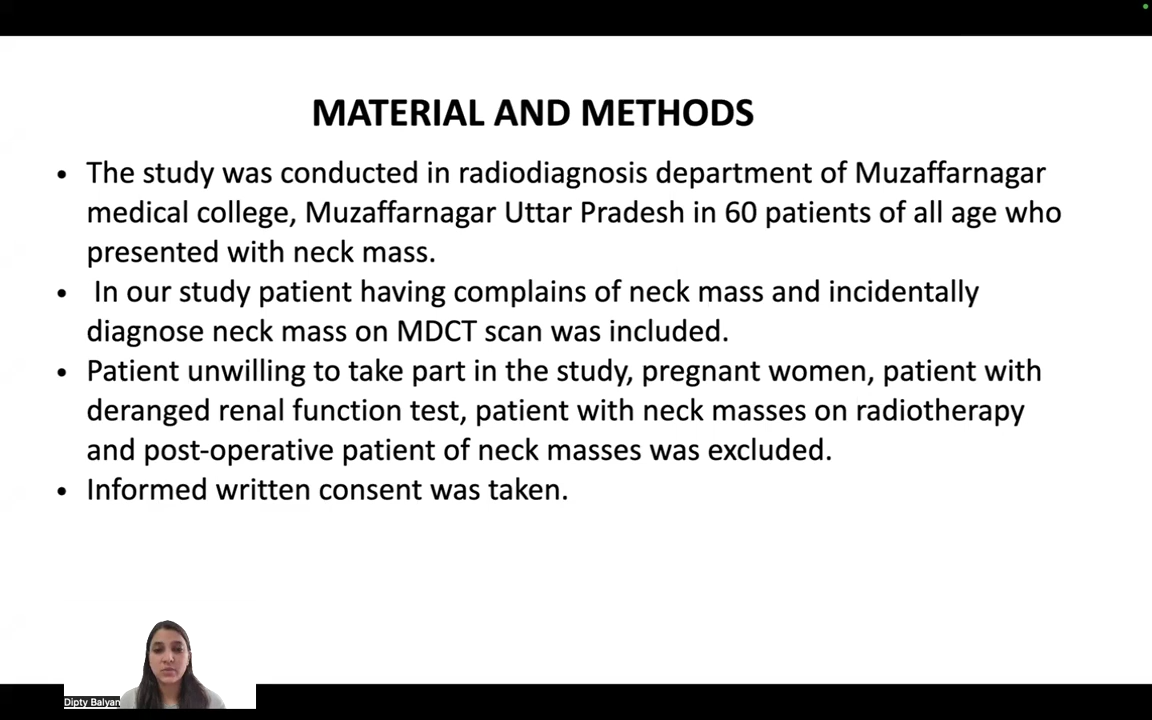 MATERIAL AND METHODS
• The study was conducted in radiodiagnosis department of Muzaffarnagar
medical college, Muzaffarnagar Uttar Pradesh in 60 patients of all age who
presented with neck mass.
• In our study patient having complains of neck mass and incidentally
diagnose neck mass on MDCT scan was included.
• Patient unwilling to take part in the study, pregnant women, patient with
deranged renal function test, patient with neck masses on radiotherapy
and post-operative patient of neck masses was excluded.
• Informed written consent was taken.
Dipty Balyan